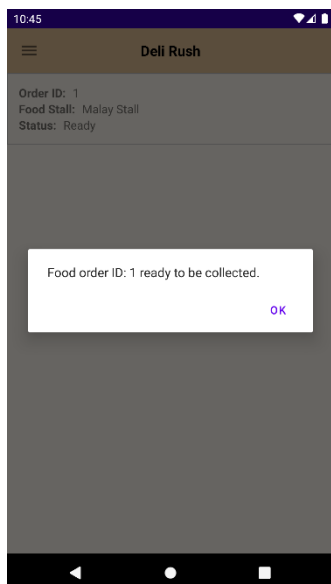 10:45
Deli Rush
Order ID: 1
Food Stall: Malay Stall
Status: Ready
Food order ID: 1 ready to be collected.
OK